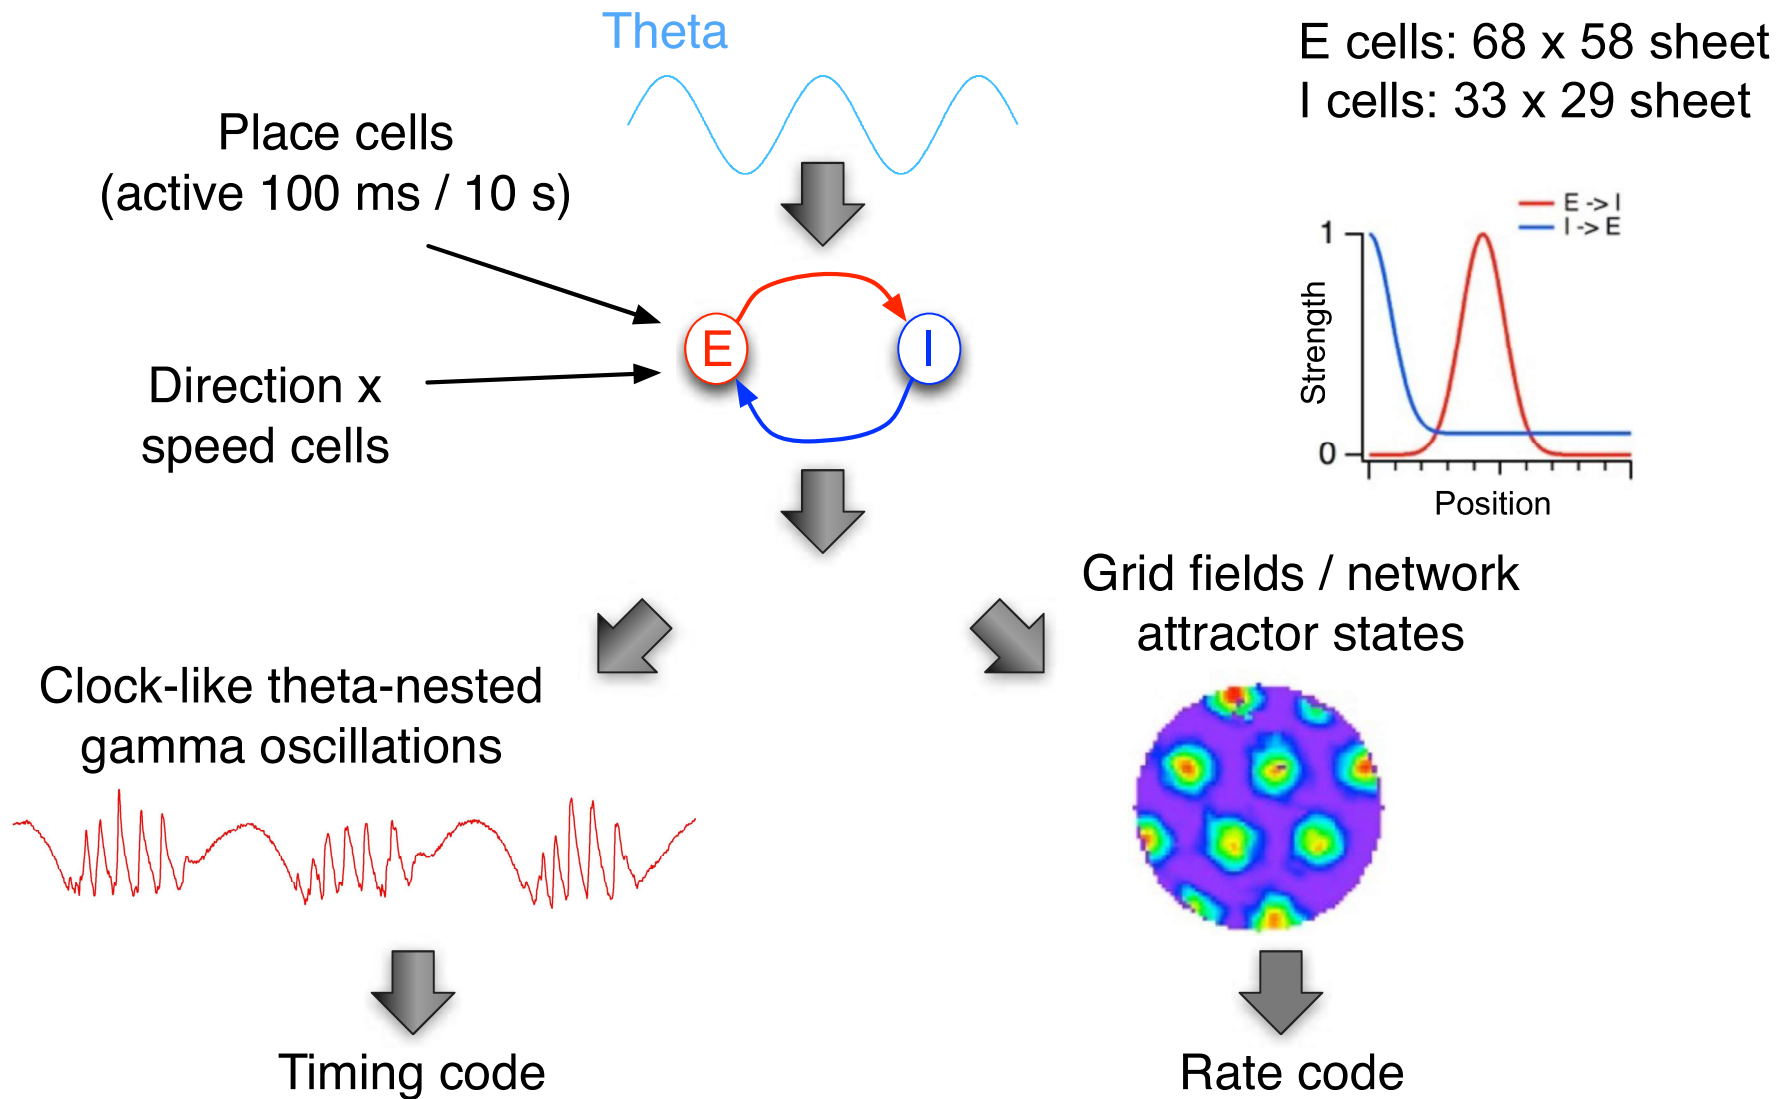 Theta
E cells: 68 x 58 sheet
I cells: 33 x 29 sheet
Place cells
(active 100 ms / 10 s)
E -> I
I -> E
1
Strength
0
Position
E
I
Direction x
speed cells
Grid fields / network
attractor states
Clock-like theta-nested
gamma oscillations
Timing code
Rate code